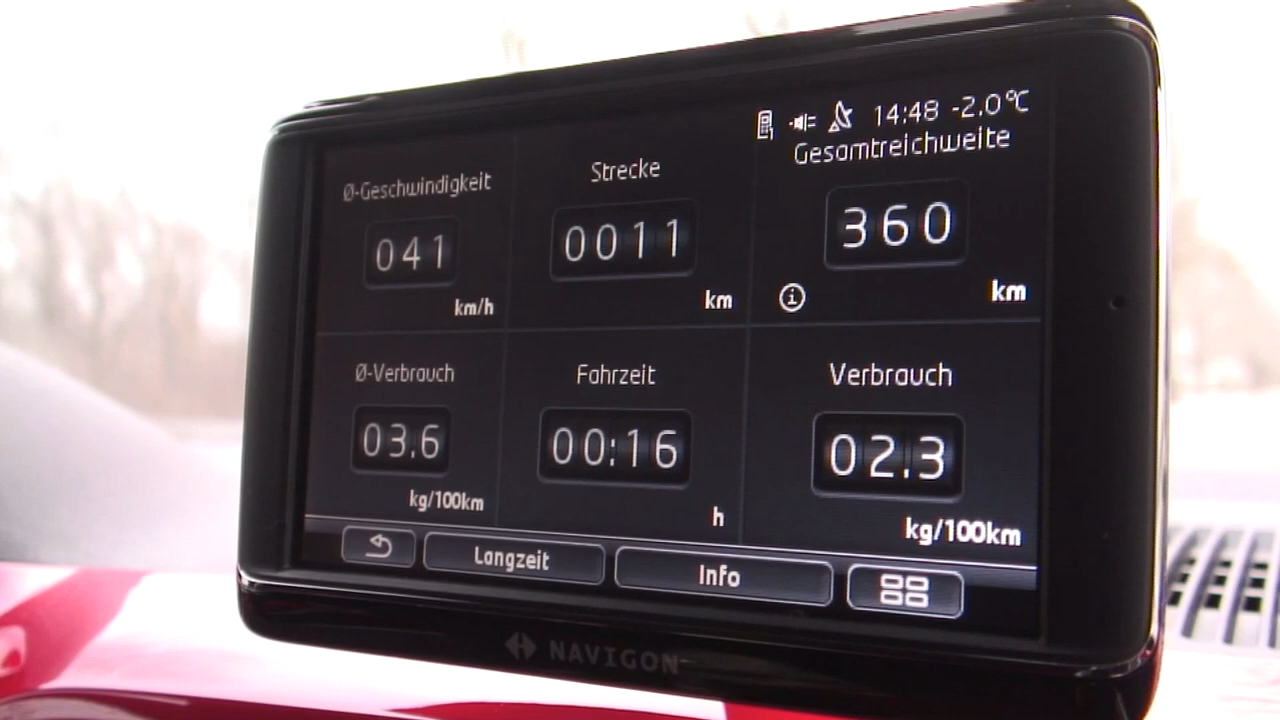 14:48 -2.0°C
Ø-Geschwindigkeit
041
km/h
Strecke
0011
km
Gesamtreichweite
360
km
Ø-Verbrauch
03.6
kg/100km
Fahrzeit
00:16
h
Verbrauch
02.3
kg/100km
Langzeit
Info
NAVIGON